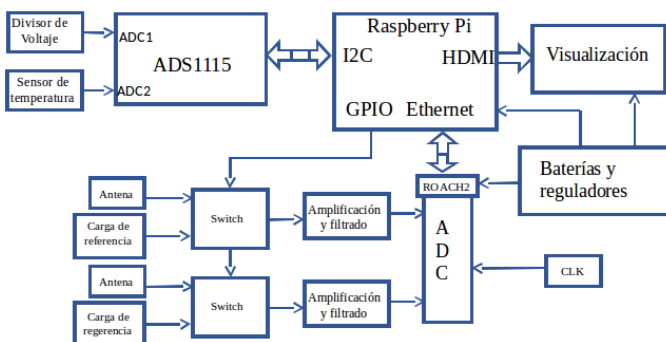 Divisor de
Voltaje
ADC1
ADS1115
Sensor de
temperatura
ADC2
Raspberry Pi
I2C
HDMI
GPIO Ethernet
Visualización
Baterías y
reguladores
ROACH2
A
D
C
CLK
Antena
Carga de
referencia
Switch
Amplificación
y filtrado
Antena
Carga de
regerencia
Switch
Amplificación
y filtrado